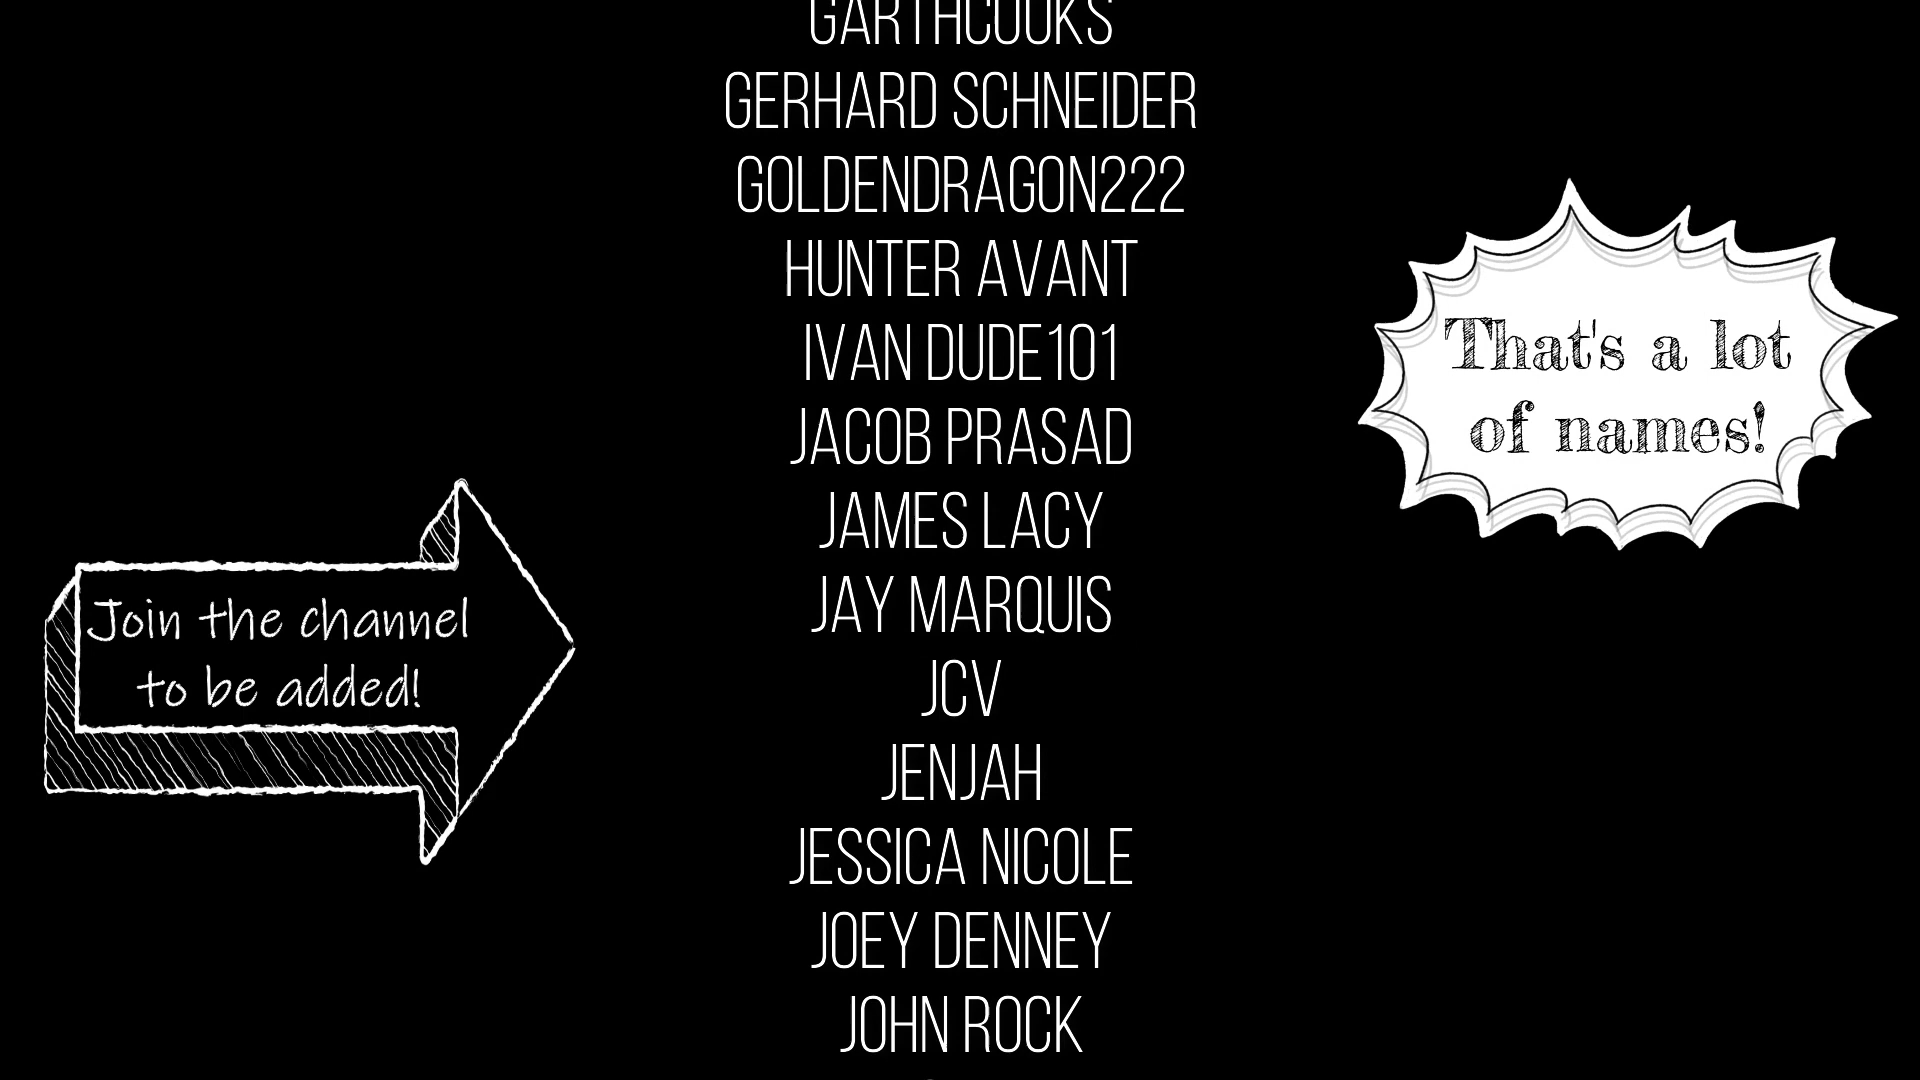 GARTHCOOKS
GERHARD SCHNEIDER
GOLDENDRAGON222
HUNTER AVANT
IVAN DUDE101
JACOB PRASAD
JAMES LACY
JAY MARQUIS
JCV
JENJAH
JESSICA NICOLE
JOEY DENNEY
JOHN ROCK
Join the channel
to be added!
That's a lot
of names!